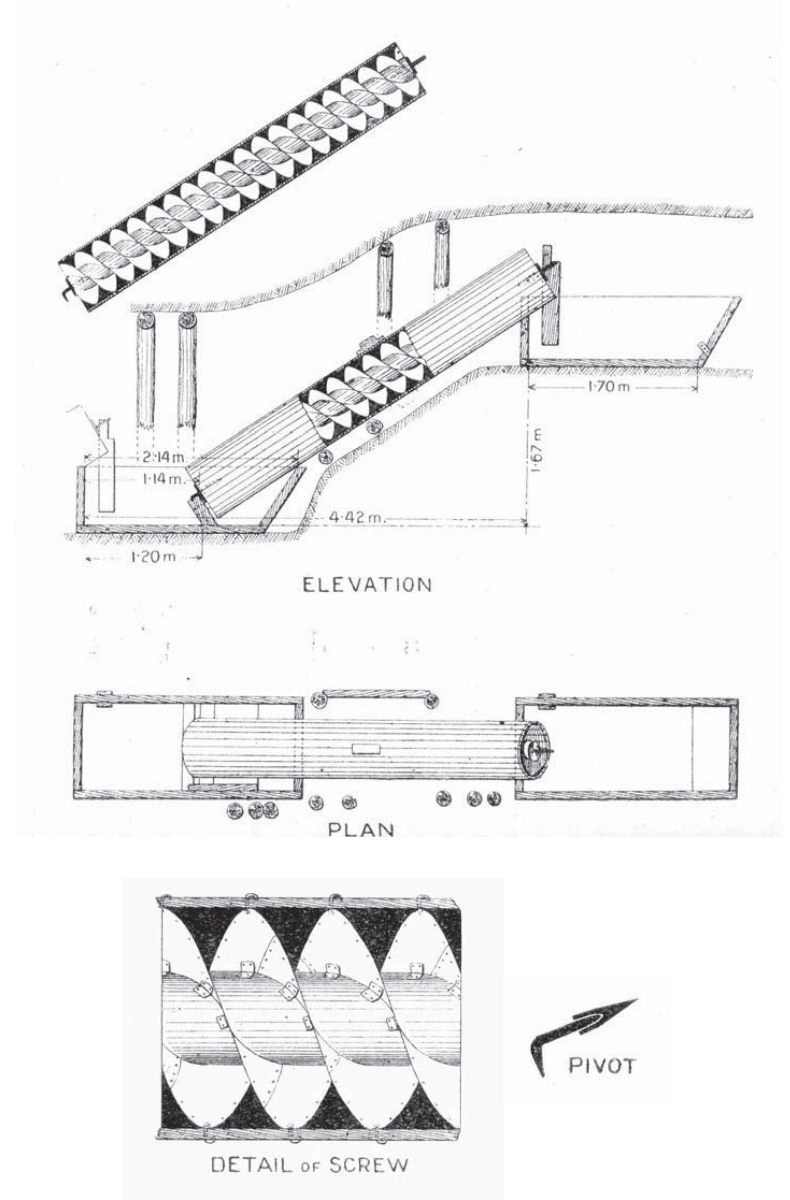 1·70 m
2·14 m
1·14 m.
1·67 m
4·42 m.
1·20 m
ELEVATION
PLAN
PIVOT
DETAIL OF SCREW